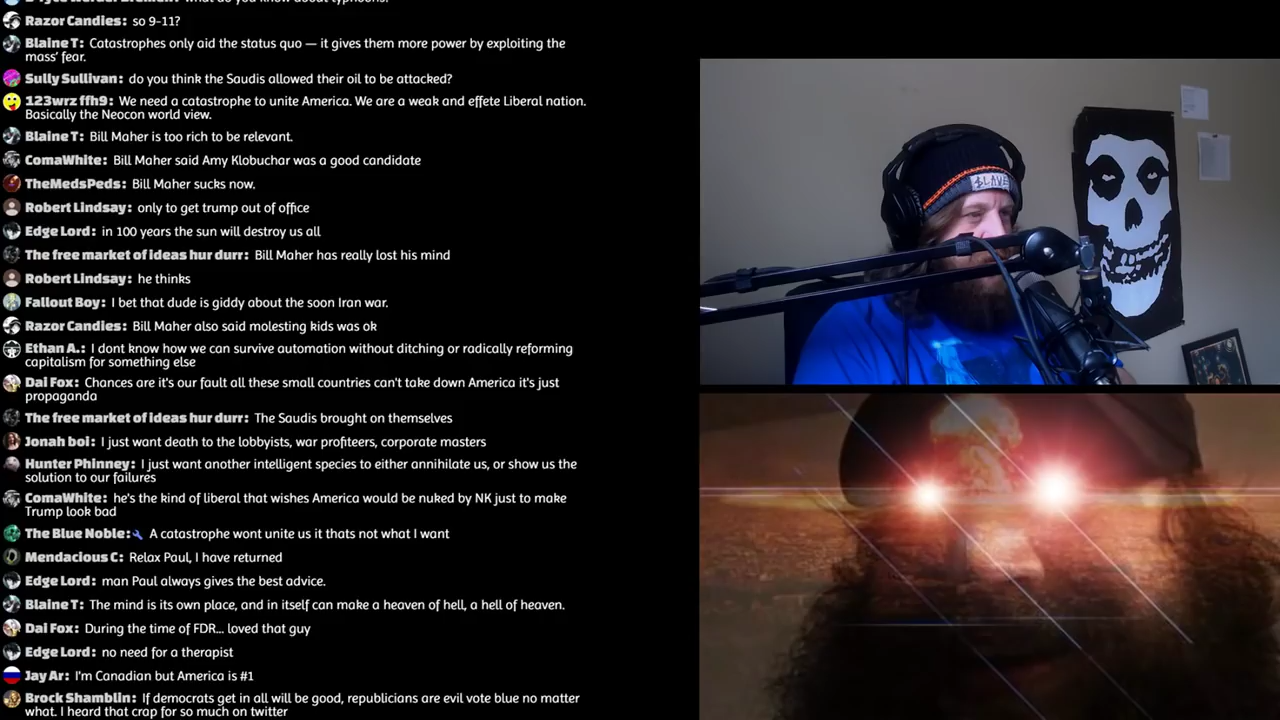 Razor Candies: so 9-11?
Blaine T: Catastrophes only aid the status quo — it gives them more power by exploiting the
mass' fear.
Sully Sullivan: do you think the Saudis allowed their oil to be attacked?
123wrz ffh9: We need a catastrophe to unite America. We are a weak and effete Liberal nation.
Basically the Neocon world view.
Blaine T: Bill Maher is too rich to be relevant.
ComaWhite: Bill Maher said Amy Klobuchar was a good candidate
TheMedsPeds: Bill Maher sucks now.
Robert Lindsay: only to get trump out of office
Edge Lord: in 100 years the sun will destroy us all
The free market of ideas hur durr: Bill Maher has really lost his mind
Robert Lindsay: he thinks
Fallout Boy: I bet that dude is giddy about the soon Iran war.
Razor Candies: Bill Maher also said molesting kids was ok
Ethan A.: I dont know how we can survive automation without ditching or radically reforming
capitalism for something else
Dai Fox: Chances are it's our fault all these small countries can't take down America it's just
propaganda
The free market of ideas hur durr: The Saudis brought on themselves
Jonah boi: I just want death to the lobbyists, war profiteers, corporate masters
Hunter Phinney: I just want another intelligent species to either annihilate us, or show us the
solution to our failures
ComaWhite: he's the kind of liberal that wishes America would be nuked by NK just to make
Trump look bad
The Blue Noble: A catastrophe wont unite us it thats not what I want
Mendacious C: Relax Paul, I have returned
Edge Lord: man Paul always gives the best advice.
Blaine T: The mind is its own place, and in itself can make a heaven of hell, a hell of heaven.
Dai Fox: During the time of FDR... loved that guy
Edge Lord: no need for a therapist
Jay Ar: I'm Canadian but America is #1
Brock Shamblin: If democrats get in all will be good, republicians are evil vote blue no matter
what. I heard that crap for so much on twitter
SLAVE